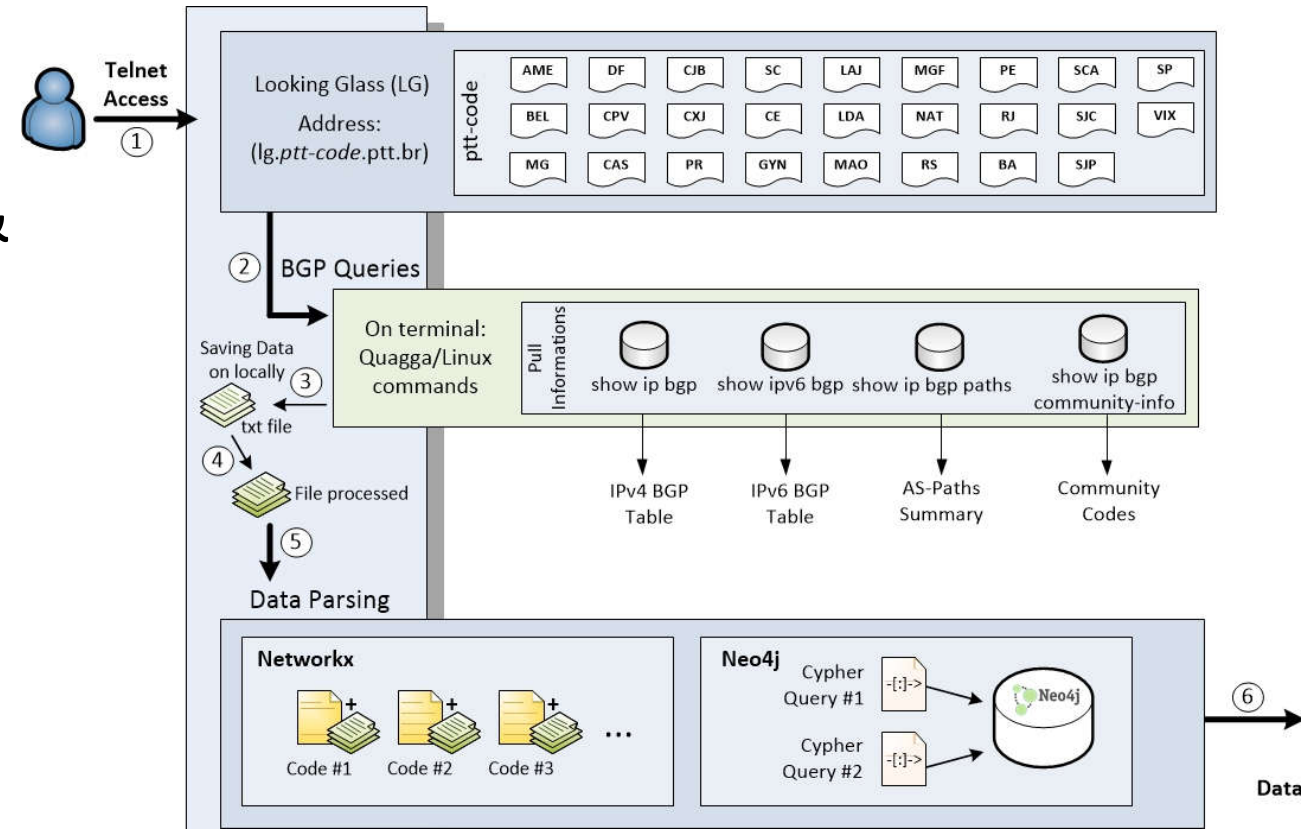 Telnet
Access
1
Looking Glass (LG)
Address:
(lg.ptt-code.ptt.br)
ptt-code
AME DF CJB SC LAJ MGF PE SCA SP
BEL CPV CXJ CE LDA NAT RJ SJC VIX
MG CAS PR GYN MAO RS BA SJP
2
BGP Queries
On terminal:
Quagga/Linux
commands
Pull
Informations
show ip bgp
show ipv6 bgp
show ip bgp paths
show ip bgp
community-info
Saving Data
on locally
3
txt file
4
File processed
IPv4 BGP
Table
IPv6 BGP
Table
AS-Paths
Summary
Community
Codes
5
Data Parsing
Networkx
+ + +
...
Code #1 Code #2 Code #3
Neo4j
Cypher
Query #1
-[:]->
Cypher
Query #2
-[:]->
Neo4j
6
Data